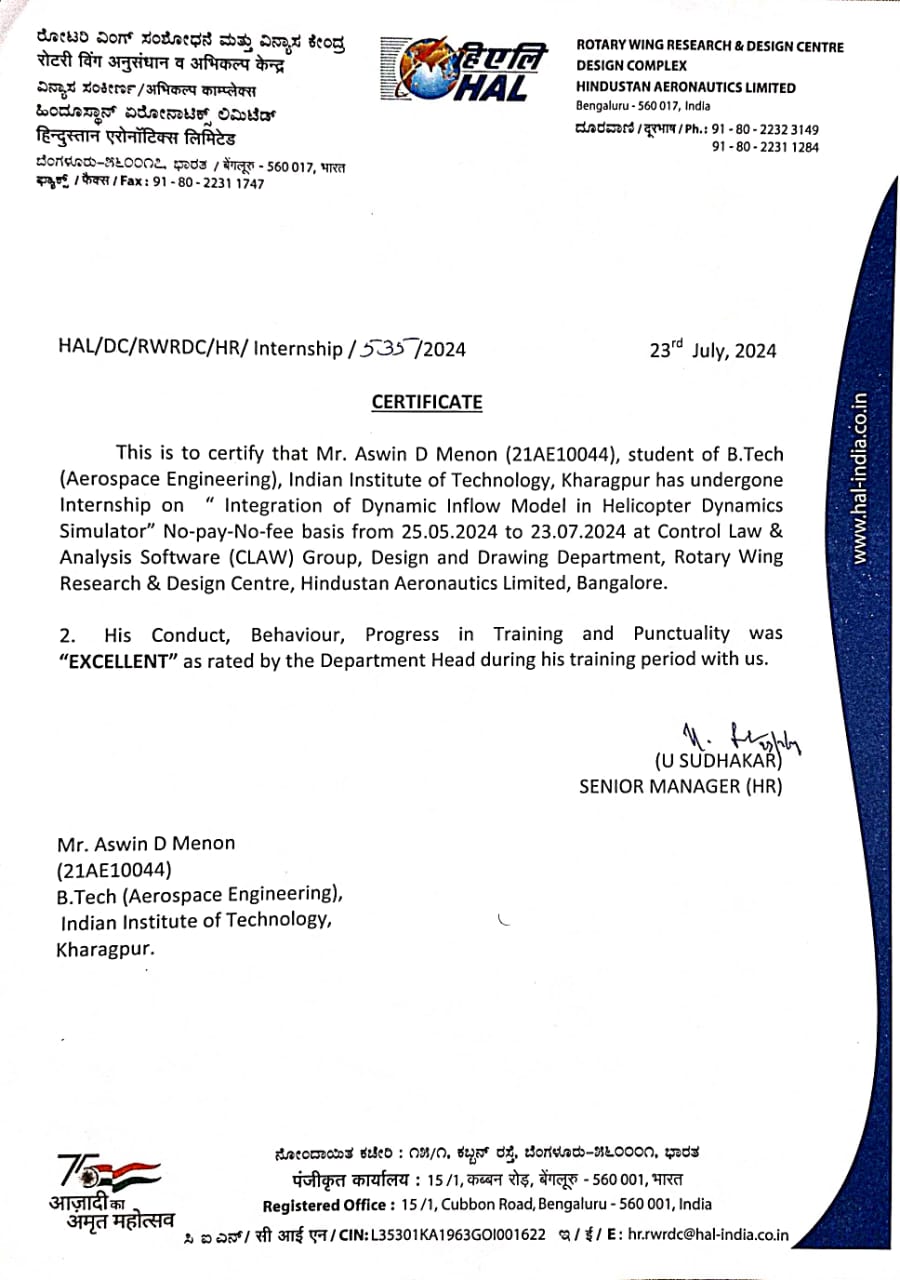 ರೋಟರಿ ವಿಂಗ್ ಸಂಶೋಧನೆ ಮತ್ತು ವಿನ್ಯಾಸ ಕೇಂದ್ರ
रोटरी विंग अनुसंधान व अभिकल्प केन्द्र
ವಿನ್ಯಾಸ ಸಂಕೀರ್ಣ/अभिकल्प काम्प्लेक्स
ಹಿಂದೂಸ್ಥಾನ್ ಏರೋನಾಟಿಕ್ಸ್ ಲಿಮಿಟೆಡ್
हिन्दुस्तान एरोनॉटिक्स लिमिटेड
ಬೆಂಗಳೂರು-೫೬೦೦೧೭, ಭಾರತ / बेंगलूरु - 560 017, भारत
ಫ್ಯಾಕ್ಸ್ / फैक्स / Fax : 91 - 80 - 2231 1747
हिएलि
HAL
ROTARY WING RESEARCH & DESIGN CENTRE
DESIGN COMPLEX
HINDUSTAN AERONAUTICS LIMITED
Bengaluru - 560 017, India
ದೂರವಾಣಿ / दूरभाष / Ph.: 91 - 80 - 2232 3149
91 - 80 - 2231 1284
www.hal-india.co.in
HAL/DC/RWRDC/HR/ Internship / 535 /2024 23rd July, 2024
CERTIFICATE
This is to certify that Mr. Aswin D Menon (21AE10044), student of B.Tech
(Aerospace Engineering), Indian Institute of Technology, Kharagpur has undergone
Internship on “ Integration of Dynamic Inflow Model in Helicopter Dynamics
Simulator” No-pay-No-fee basis from 25.05.2024 to 23.07.2024 at Control Law &
Analysis Software (CLAW) Group, Design and Drawing Department, Rotary Wing
Research & Design Centre, Hindustan Aeronautics Limited, Bangalore.
2. His Conduct, Behaviour, Progress in Training and Punctuality was
“EXCELLENT” as rated by the Department Head during his training period with us.
(U SUDHAKAR)
SENIOR MANAGER (HR)
Mr. Aswin D Menon
(21AE10044)
B.Tech (Aerospace Engineering),
Indian Institute of Technology,
Kharagpur.
75
आज़ादी का
अमृत महोत्सव
ನೋಂದಾಯಿತ ಕಚೇರಿ : ೧೫/೧, ಕಬ್ಬನ್ ರಸ್ತೆ, ಬೆಂಗಳೂರು-೫೬೦೦೦೧, ಭಾರತ
पंजीकृत कार्यालय : 15 /1, कब्बन रोड़, बेंगलूरु - 560 001, भारत
Registered Office : 15 /1, Cubbon Road, Bengaluru - 560 001, India
ಸಿ ಐ ಎನ್ / सी आई एन / CIN: L35301KA1963GOI001622 ಇ / ई / E : hr.rwrdc@hal-india.co.in